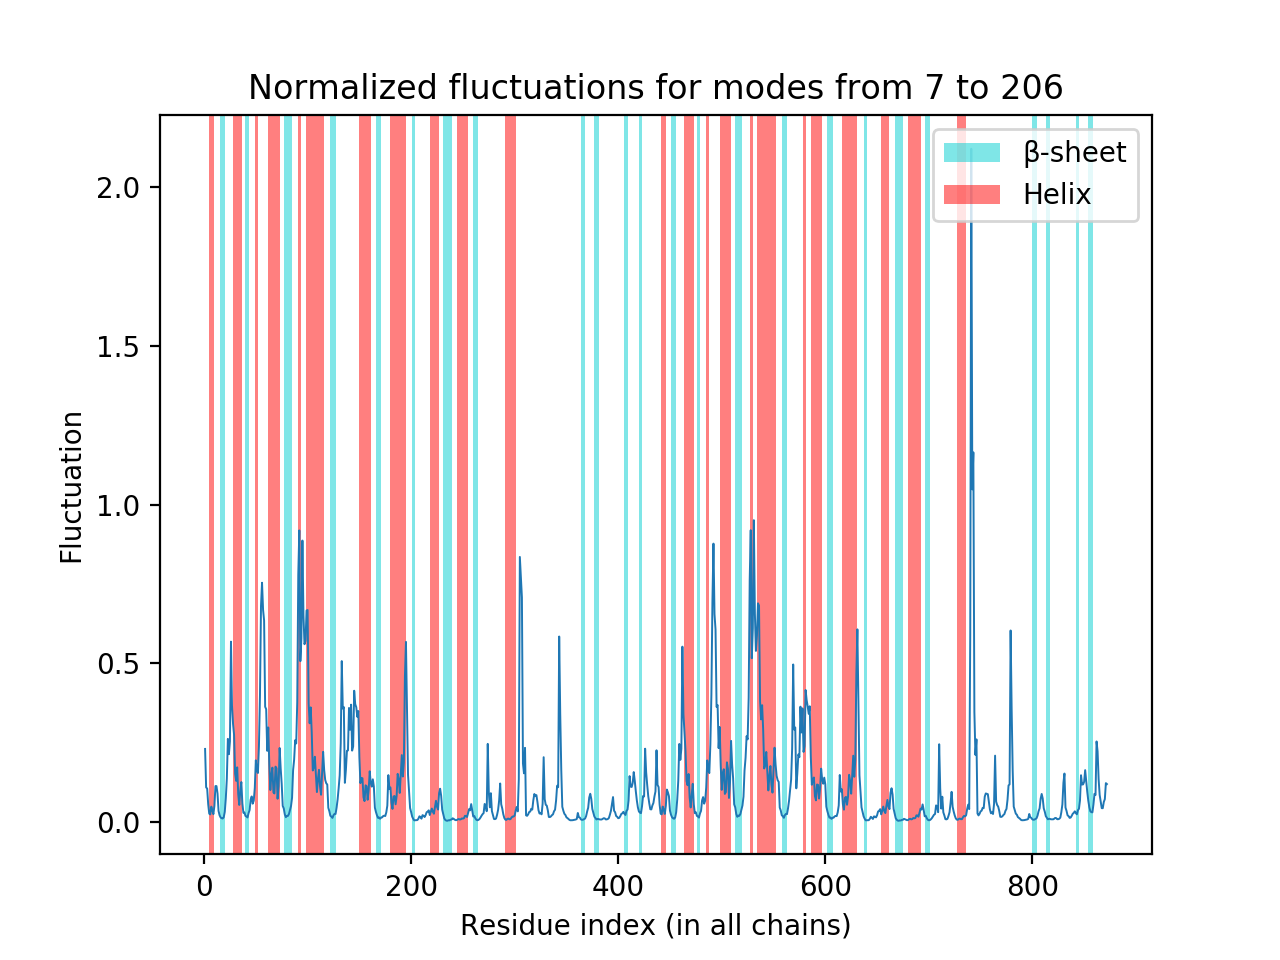 Normalized fluctuations for modes from 7 to 206
β-sheet
Helix
2.0
1.5
1.0
0.5
0.0
Fluctuation
0 200 400 600 800
Residue index (in all chains)